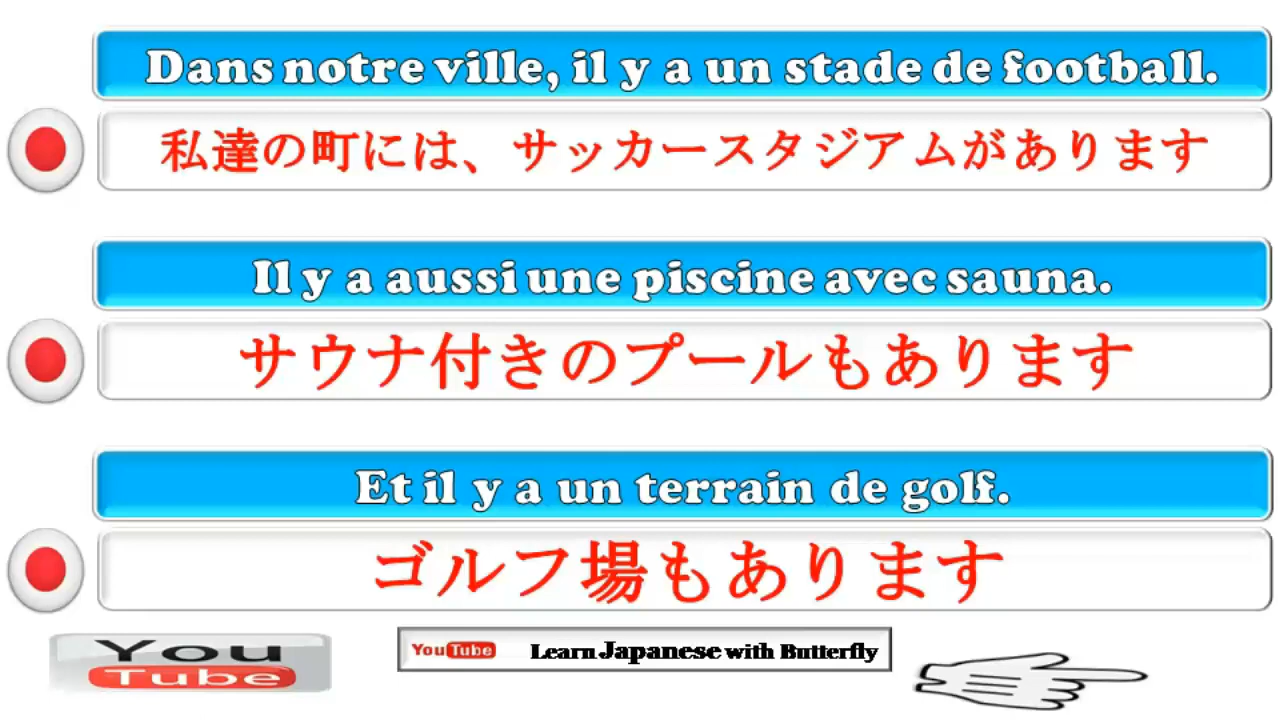 Dans notre ville, il y a un stade de football.
私達の町には、サッカースタジアムがあります
Il y a aussi une piscine avec sauna.
サウナ付きのプールもあります
Et il y a un terrain de golf.
ゴルフ場もあります
You
Tube
YouTube Learn Japanese with Butterfly